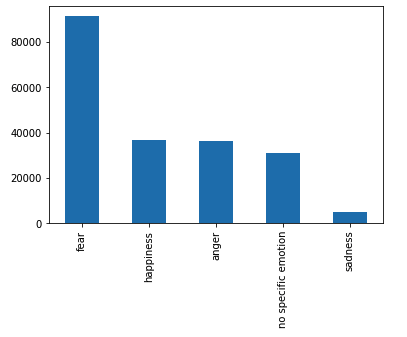 80000
60000
40000
20000
0
fear
happiness
anger
no specific emotion
sadness